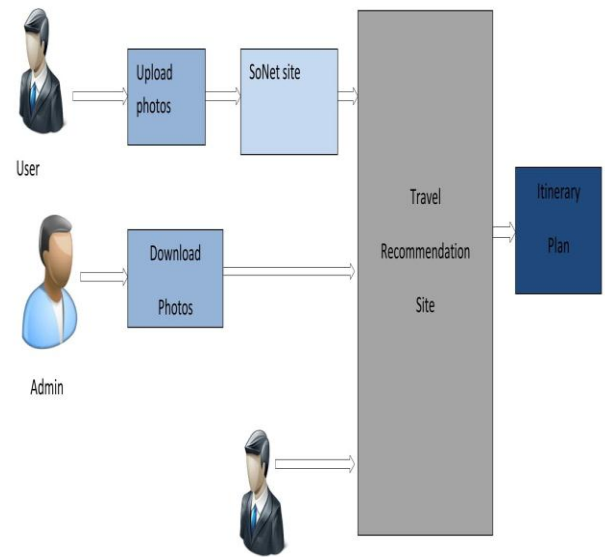 Upload
photos
SoNet site
User
Travel
Recommendation
Site
Itinerary
Plan
Download
Photos
Admin